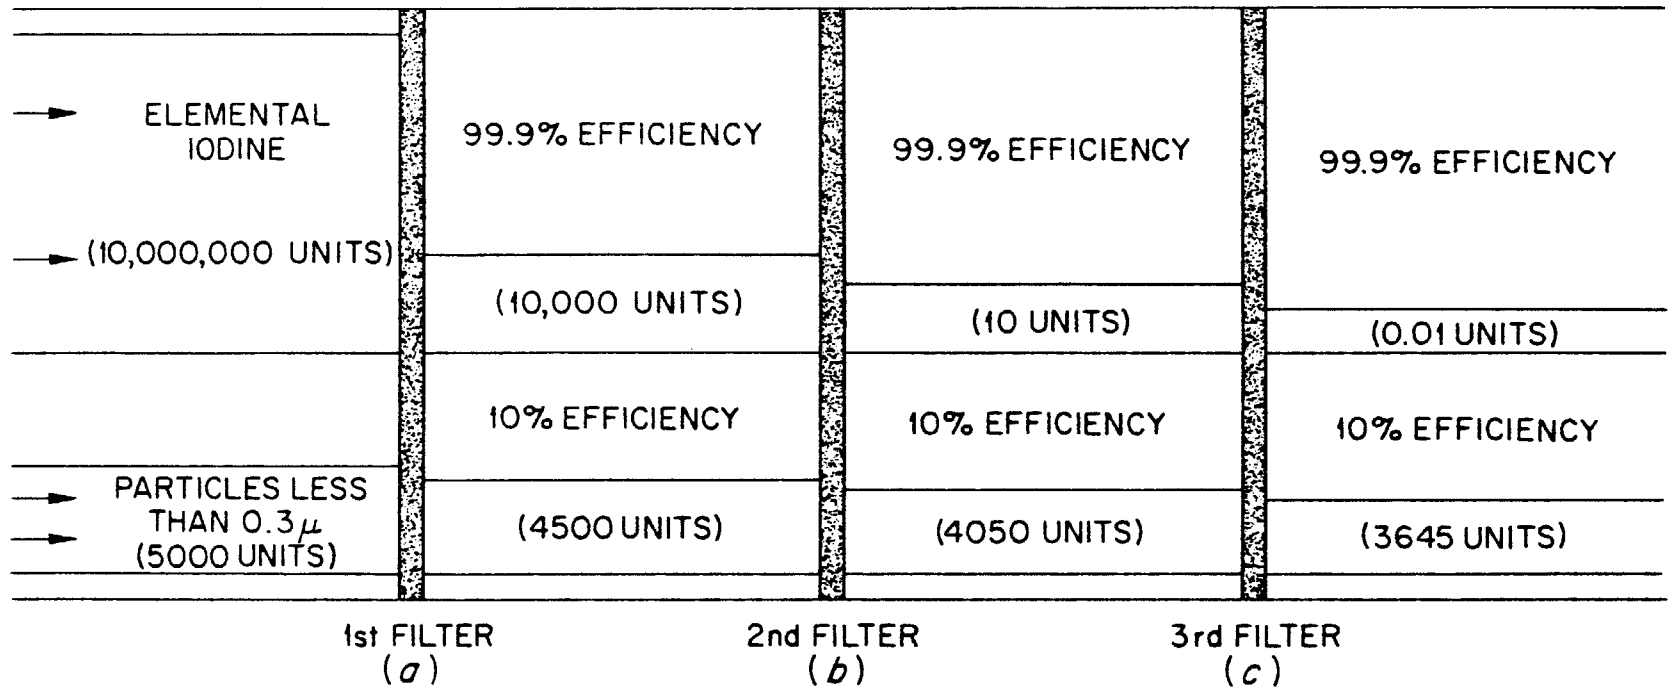 ELEMENTAL
IODINE
(10,000,000 UNITS)
PARTICLES LESS
THAN 0.3μ
(5000 UNITS)
99.9% EFFICIENCY
(10,000 UNITS)
10% EFFICIENCY
(4500 UNITS)
99.9% EFFICIENCY
(10 UNITS)
10% EFFICIENCY
(4050 UNITS)
99.9% EFFICIENCY
(0.01 UNITS)
10% EFFICIENCY
(3645 UNITS)
1st FILTER
(a)
2nd FILTER
(b)
3rd FILTER
(c)